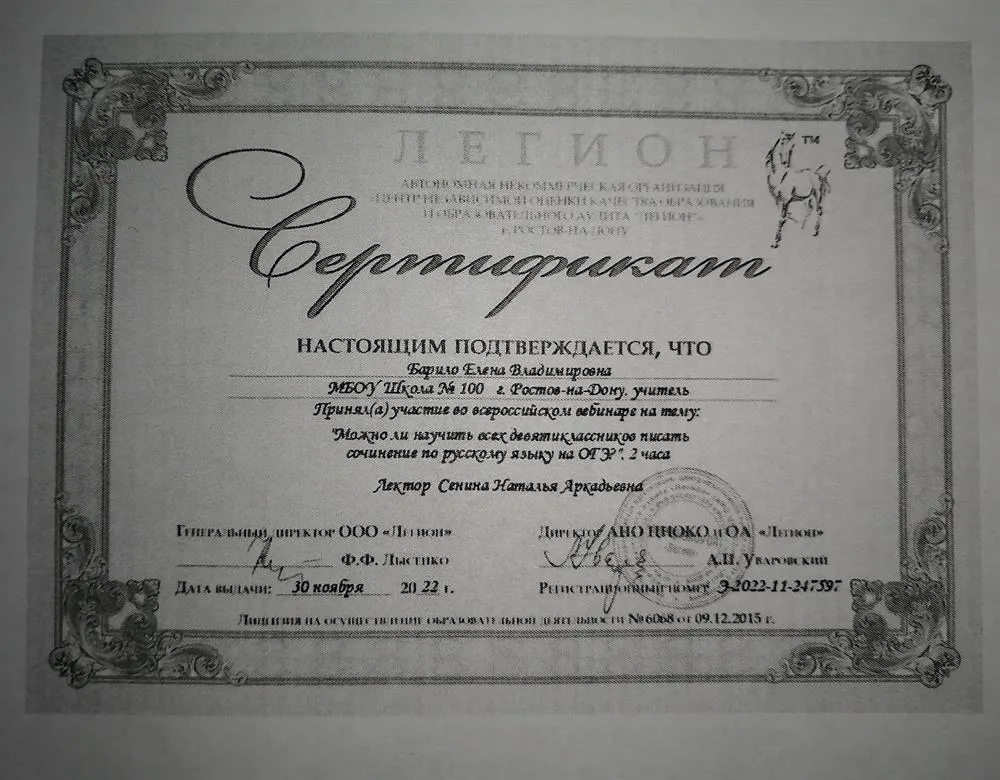 ЛЕГИОН
TM
АВТОНОМНАЯ НЕКОММЕРЧЕСКАЯ ОРГАНИЗАЦИЯ
«ЦЕНТР НЕЗАВИСИМОЙ ОЦЕНКИ КАЧЕСТВА ОБРАЗОВАНИЯ
И ОБРАЗОВАТЕЛЬНОГО АУДИТА "ЛЕГИОН"»
г. РОСТОВ-НА-ДОНУ
Сертификат
НАСТОЯЩИМ ПОДТВЕРЖДАЕТСЯ, ЧТО
Барило Елена Владимировна
МБОУ Школа № 100 г. Ростов-на-Дону, учитель
Принял(а) участие во всероссийском вебинаре на тему:
"Можно ли научить всех девятиклассников писать
сочинение по русскому языку на ОГЭ?", 2 часа
Лектор Сенина Наталья Аркадьевна
Генеральный директор ООО «Легион»
Ф.Ф. Лысенко
Дата выдачи: 30 ноября 20 22 г.
Директор АНО ЦНОКО и ОА «Легион»
А.П. Уваровский
Регистрационный номер: Э-2022-11-247597
Лицензия на осуществление образовательной деятельности № 6068 от 09.12.2015 г.